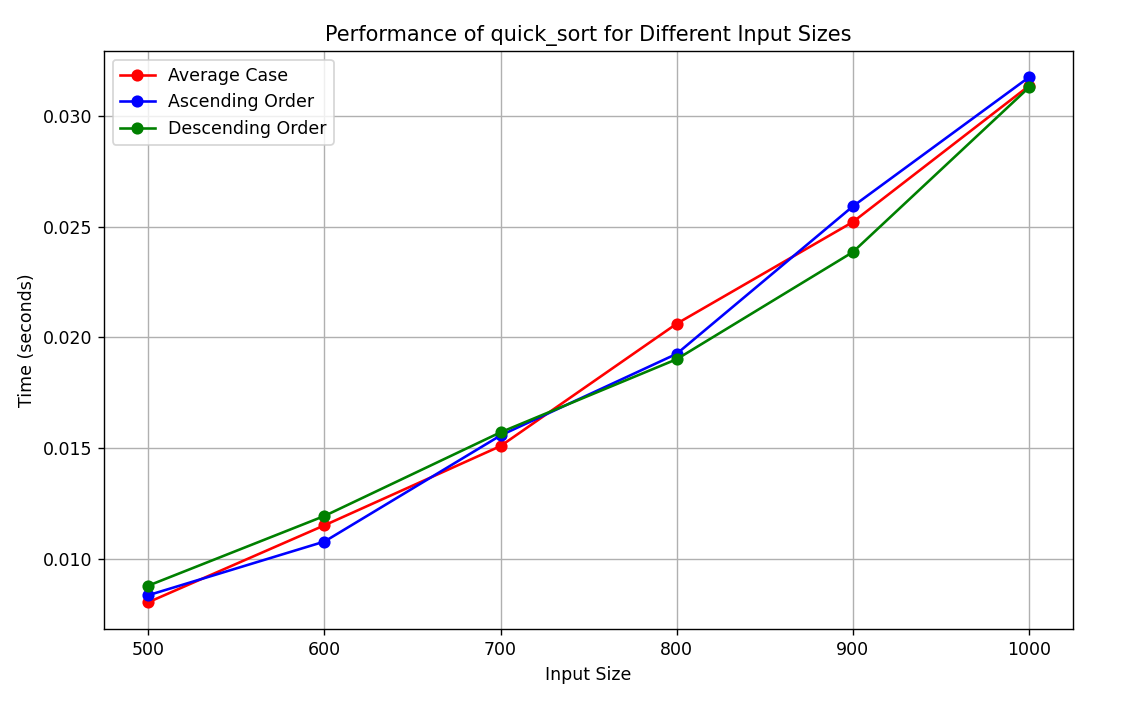 Performance of quick_sort for Different Input Sizes
Average Case
Ascending Order
Descending Order
0.030
0.025
0.020
0.015
0.010
Time (seconds)
500 600 700 800 900 1000
Input Size